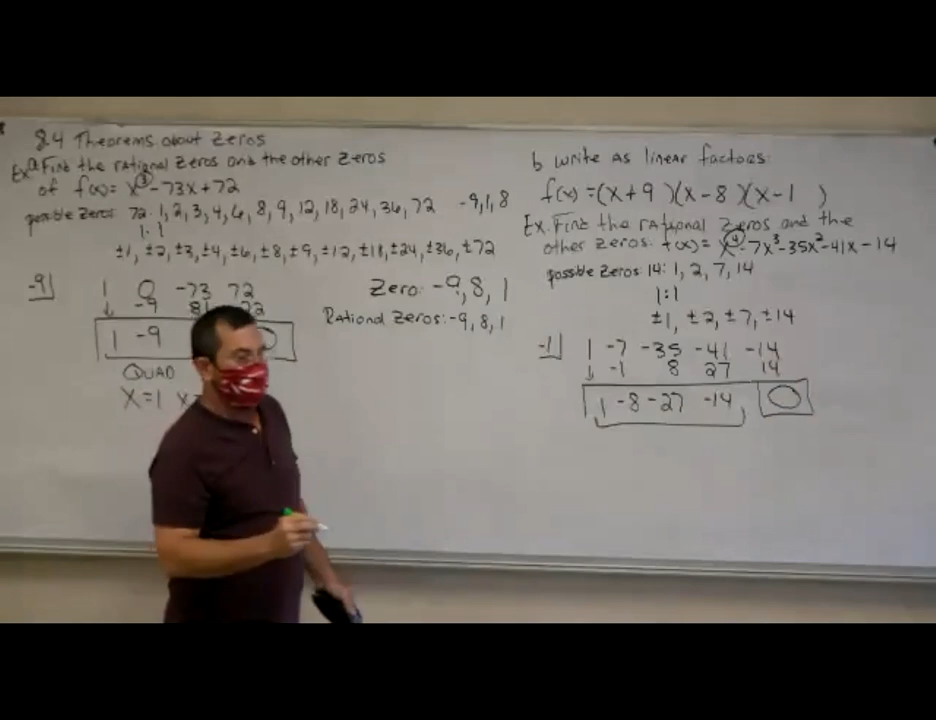 8.4 Theorems about Zeros
Ex a Find the rational zeros and the other zeros
of f(x)= x³-73x+72
possible zeros 72: 1, 2, 3, 4, 6, 8, 9, 12, 18, 24, 36, 72 -9,1,8
1: 1
±1, ±2, ±3, ±4, ±6, ±8, ±9, ±12, ±18, ±24, ±36, ±72
-9| 1 0 -73 72
↓ -9 81
1 -9
QUAD
X=1 x
Zero: -9, 8, 1
Rational Zeros: -9, 8, 1
b write as linear factors:
f(x)=(x+9)(x-8)(x-1)
Ex. Find the rational zeros and the
other zeros. f(x)= x⁴-7x³-35x²-41x-14
possible zeros 14: 1, 2, 7, 14
1:1
±1, ±2, ±7, ±14
-1| 1 -7 -35 -41 -14
↓ -1 8 27 14
1 -8 -27 -14 0